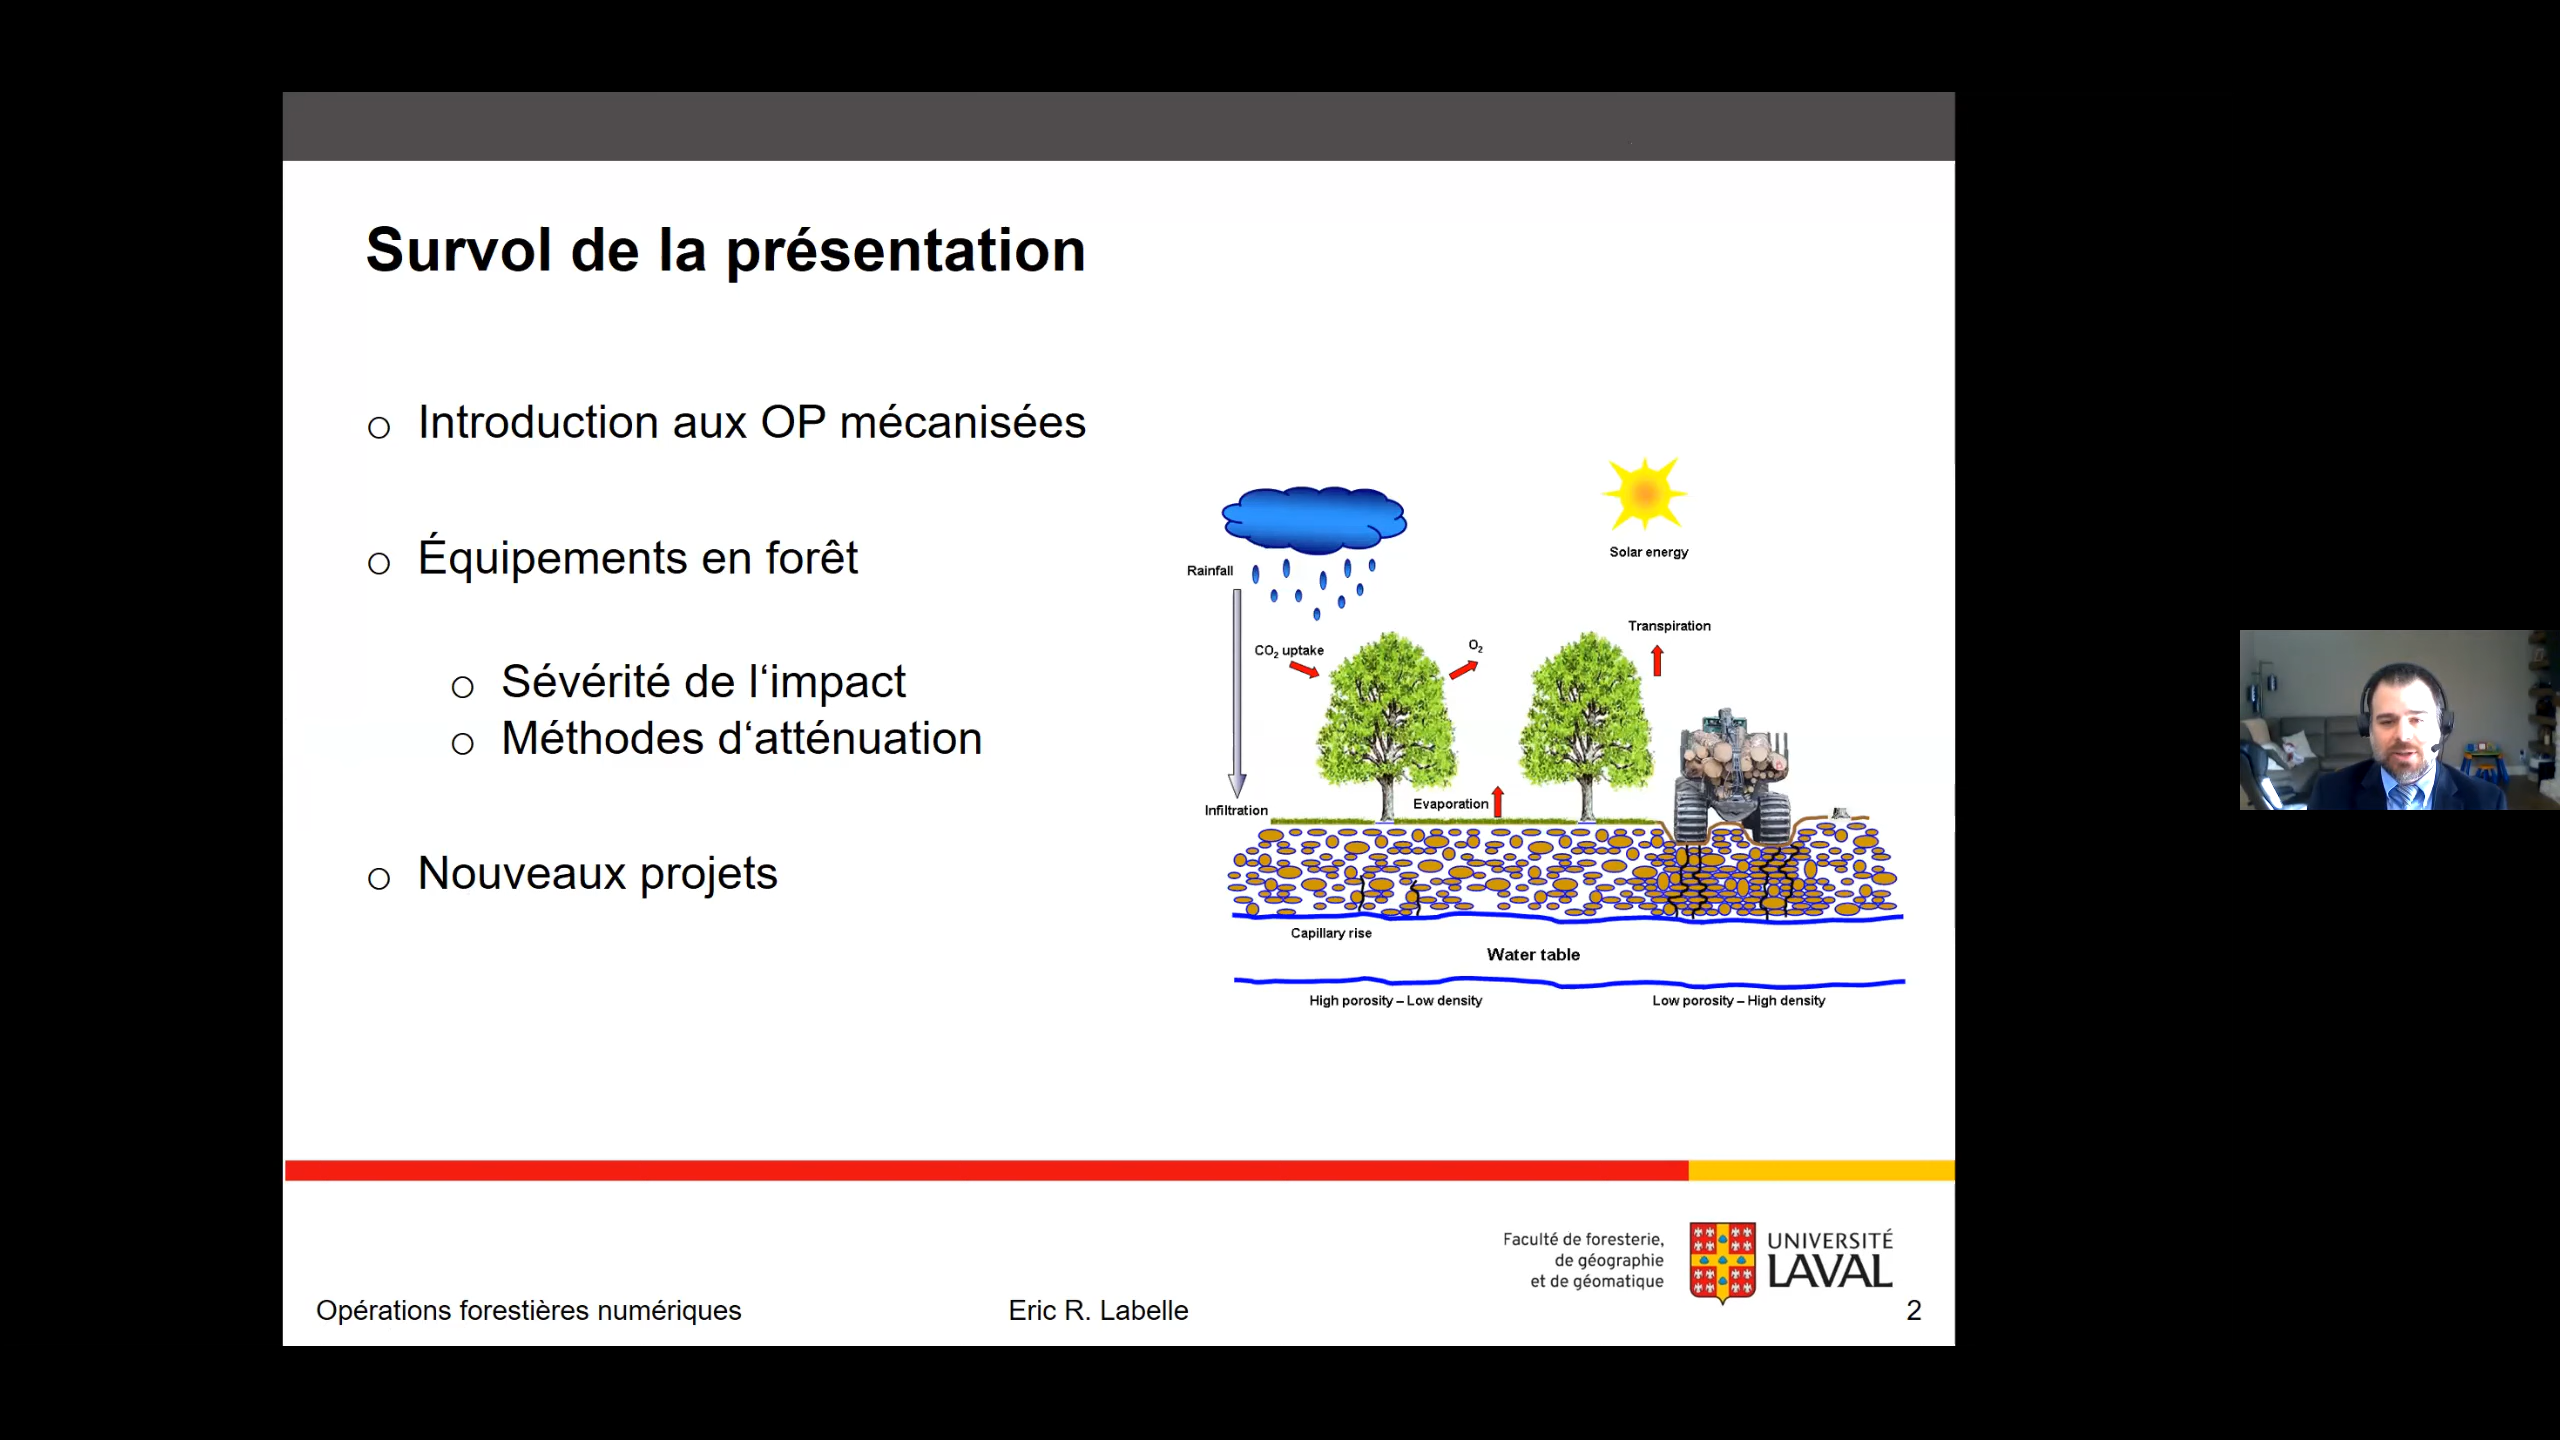 Survol de la présentation
o Introduction aux OP mécanisées
o Équipements en forêt
o Sévérité de l‘impact
o Méthodes d‘atténuation
o Nouveaux projets
Solar energy
Rainfall
Transpiration
CO₂ uptake
O₂
Evaporation
Infiltration
Capillary rise
Water table
High porosity – Low density
Low porosity – High density
Faculté de foresterie,
de géographie
et de géomatique
UNIVERSITÉ
LAVAL
Opérations forestières numériques
Eric R. Labelle
2